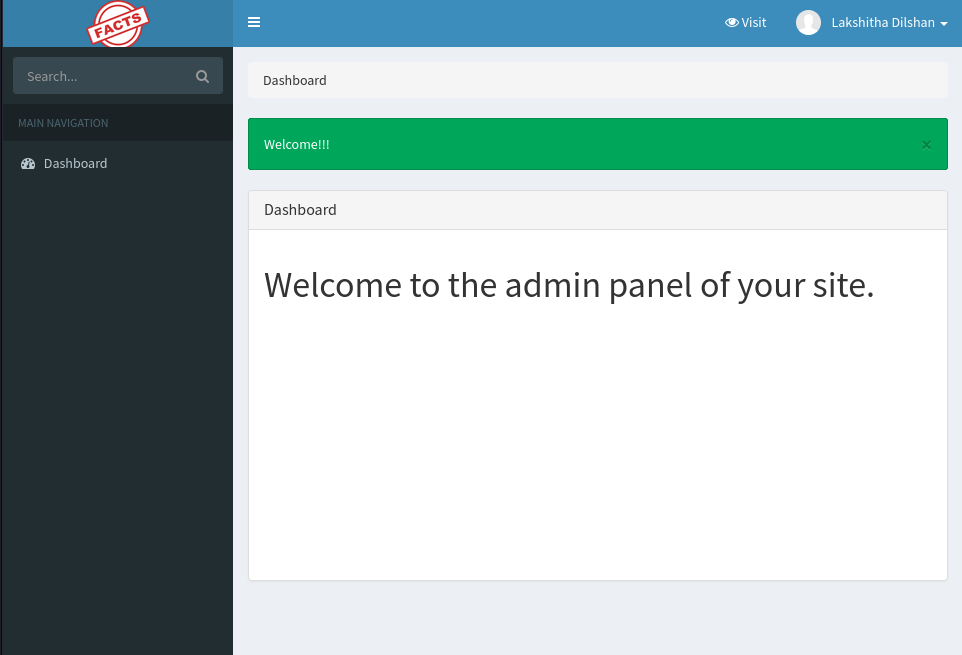 FACTS
Visit
Lakshitha Dilshan
Search...
MAIN NAVIGATION
Dashboard
Dashboard
Welcome!!!
×
Dashboard
Welcome to the admin panel of your site.